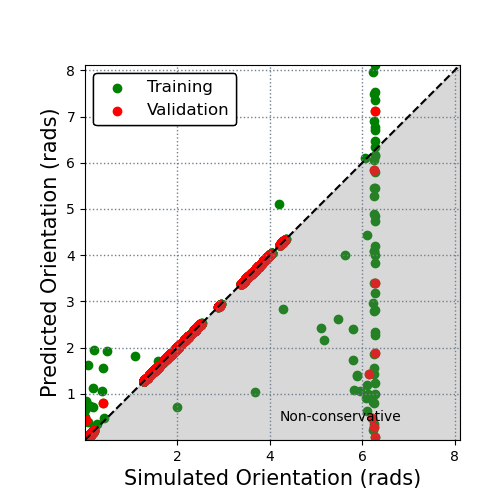 8
Training
Validation
7
6
5
4
3
2
1
Non-conservative
2
4
6
8
Predicted Orientation (rads)
Simulated Orientation (rads)